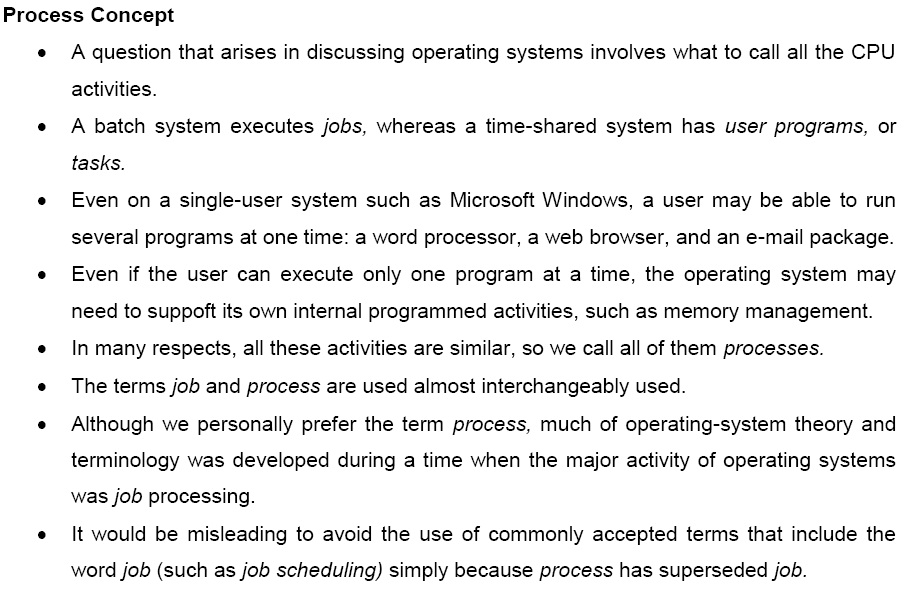 Process Concept
• A question that arises in discussing operating systems involves what to call all the CPU
activities.
• A batch system executes jobs, whereas a time-shared system has user programs, or
tasks.
• Even on a single-user system such as Microsoft Windows, a user may be able to run
several programs at one time: a word processor, a web browser, and an e-mail package.
• Even if the user can execute only one program at a time, the operating system may
need to suppoft its own internal programmed activities, such as memory management.
• In many respects, all these activities are similar, so we call all of them processes.
• The terms job and process are used almost interchangeably used.
• Although we personally prefer the term process, much of operating-system theory and
terminology was developed during a time when the major activity of operating systems
was job processing.
• It would be misleading to avoid the use of commonly accepted terms that include the
word job (such as job scheduling) simply because process has superseded job.